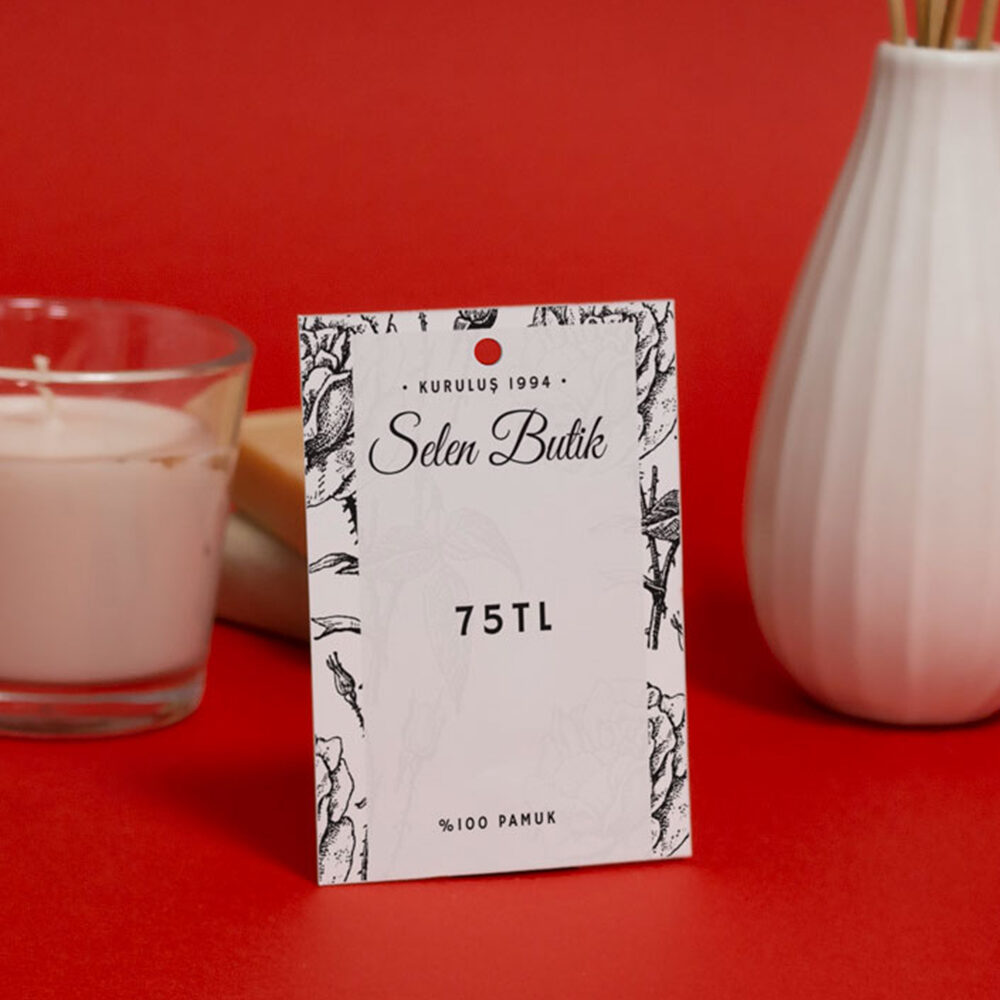 • KURULUŞ 1994 •
Selen Butik
75TL
%100 PAMUK